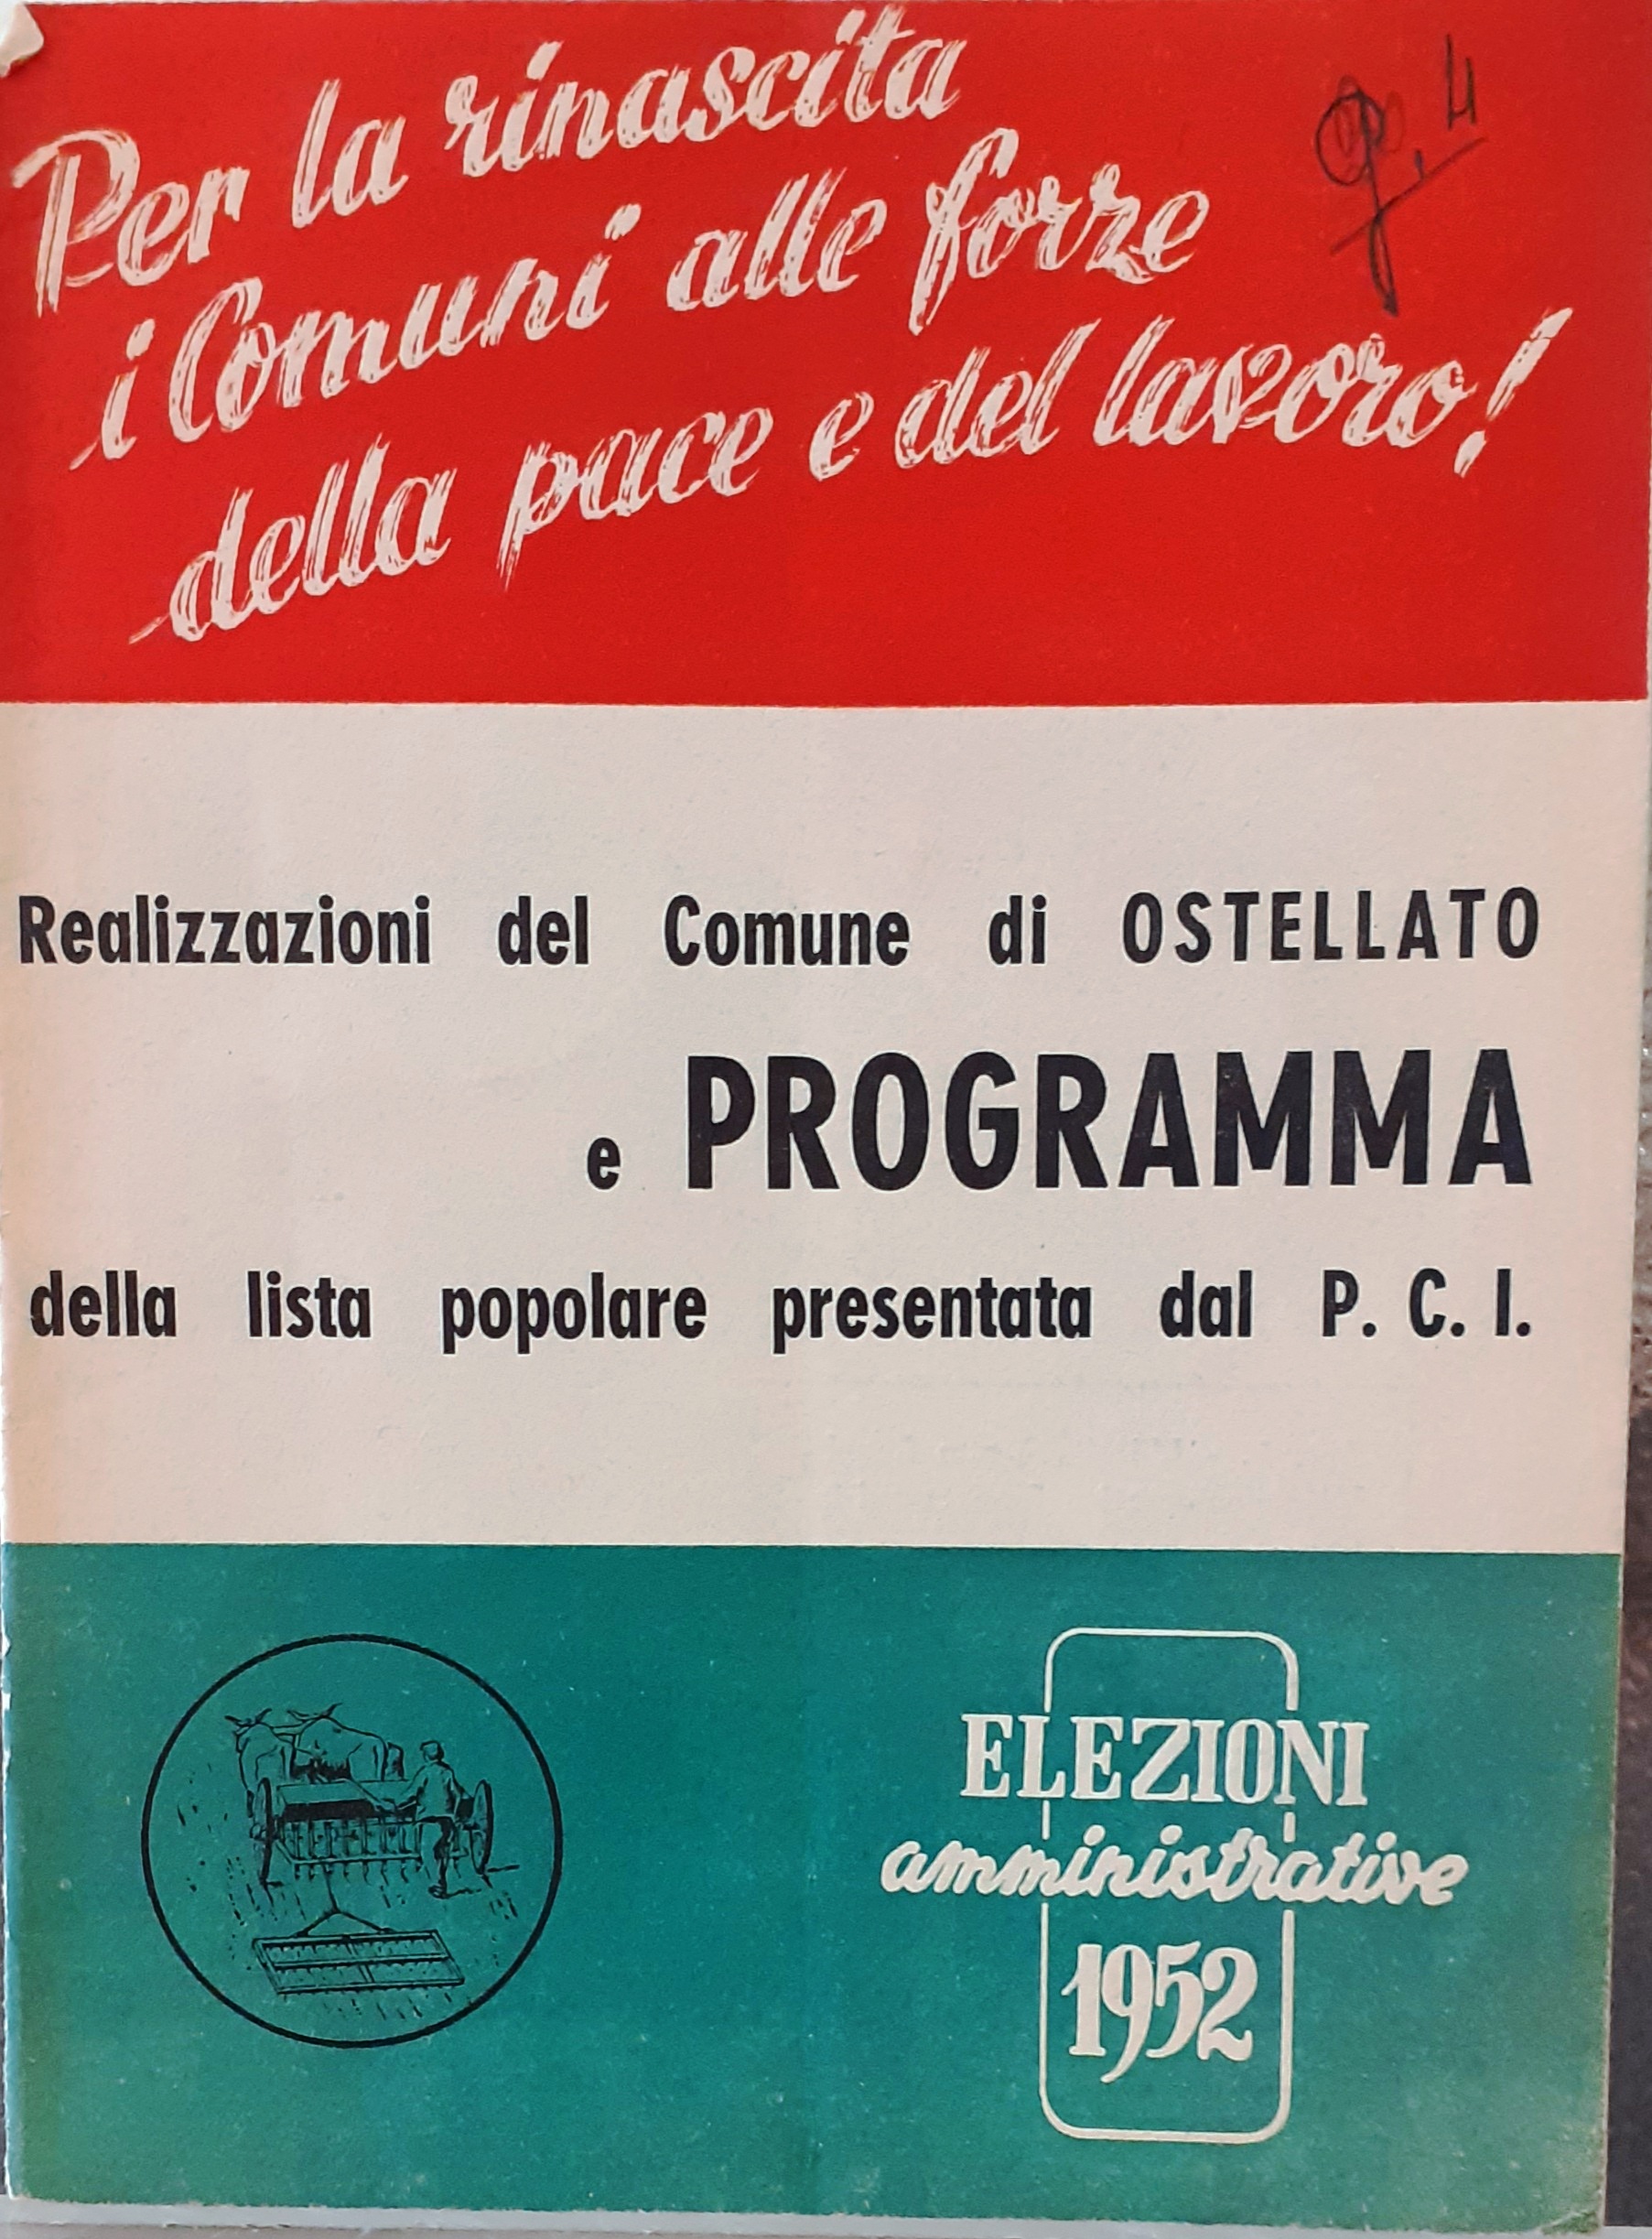 Per la rinascita
i Comuni alle forze
della pace e del lavoro!
Realizzazioni del Comune di OSTELLATO
e PROGRAMMA
della lista popolare presentata dal P. C. I.
ELEZIONI
amministrative
1952